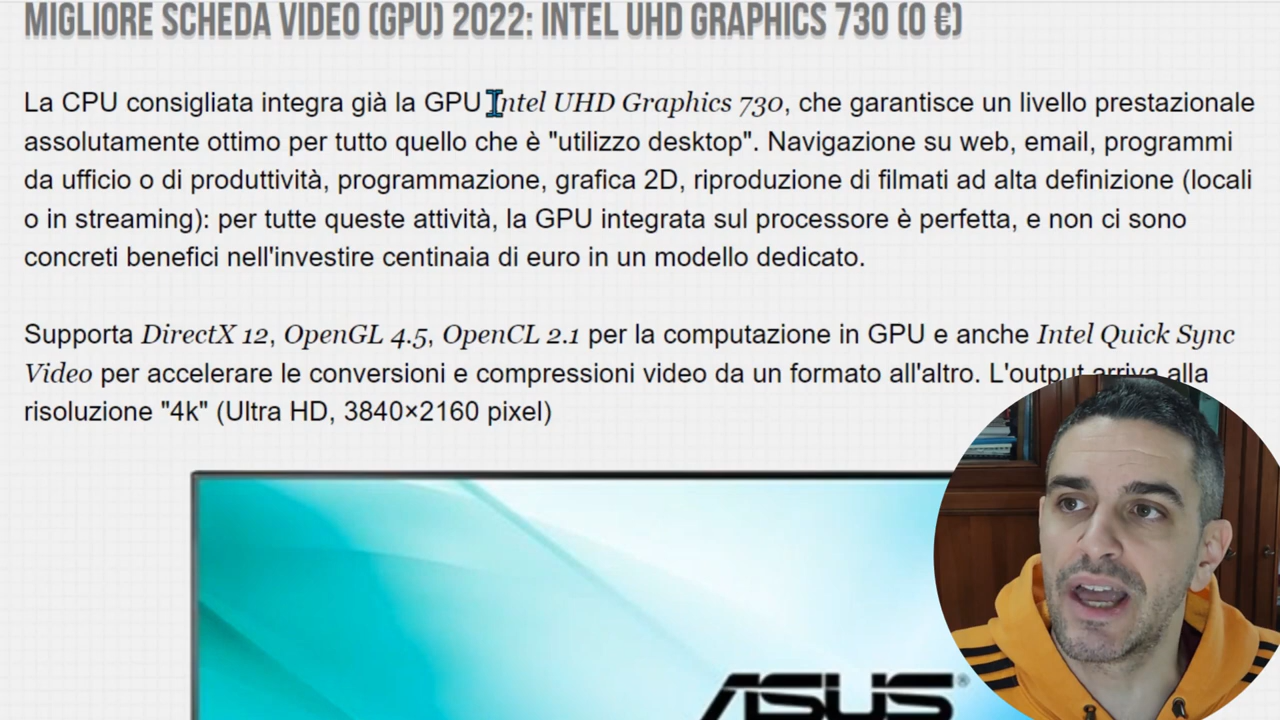 MIGLIORE SCHEDA VIDEO (GPU) 2022: INTEL UHD GRAPHICS 730 (0 €)
La CPU consigliata integra già la GPU Intel UHD Graphics 730, che garantisce un livello prestazionale
assolutamente ottimo per tutto quello che è "utilizzo desktop". Navigazione su web, email, programmi
da ufficio o di produttività, programmazione, grafica 2D, riproduzione di filmati ad alta definizione (locali
o in streaming): per tutte queste attività, la GPU integrata sul processore è perfetta, e non ci sono
concreti benefici nell'investire centinaia di euro in un modello dedicato.
Supporta DirectX 12, OpenGL 4.5, OpenCL 2.1 per la computazione in GPU e anche Intel Quick Sync
Video per accelerare le conversioni e compressioni video da un formato all'altro. L'output arriva alla
risoluzione "4k" (Ultra HD, 3840×2160 pixel)
ASUS®